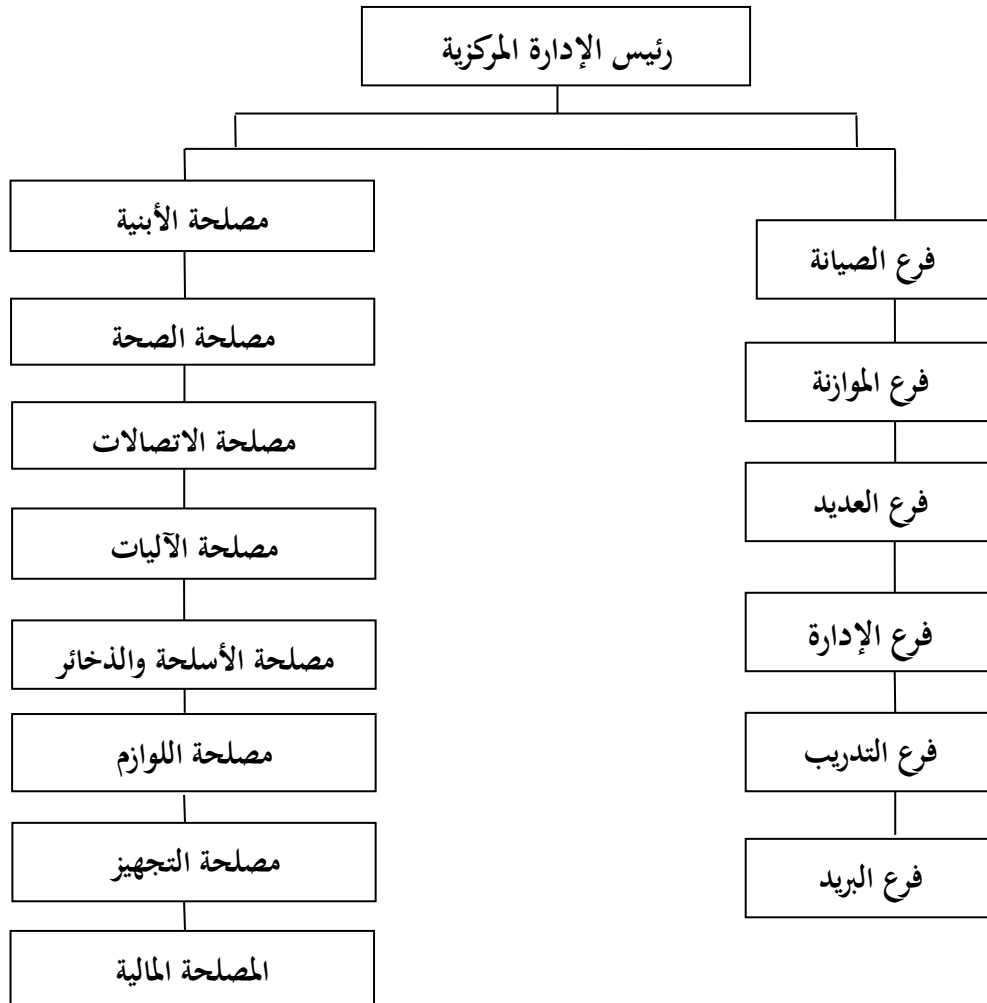 رئيس الإدارة المركزية
فرع الصيانة
فرع الموازنة
فرع العديد
فرع الإدارة
فرع التدريب
فرع البريد
مصلحة الأبنية
مصلحة الصحة
مصلحة الاتصالات
مصلحة الآليات
مصلحة الأسلحة والذخائر
مصلحة اللوازم
مصلحة التجهيز
المصلحة المالية